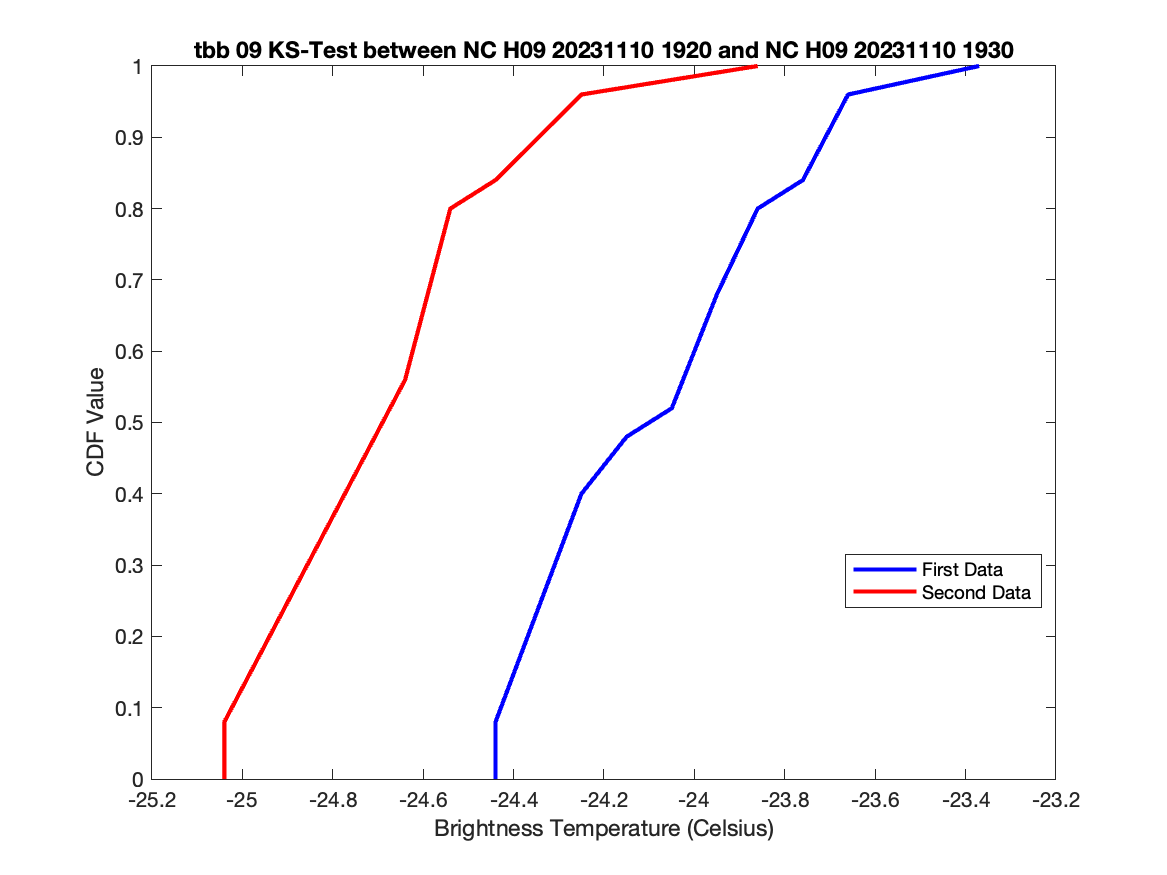 tbb 09 KS-Test between NC H09 20231110 1920 and NC H09 20231110 1930
1
0.9
0.8
0.7
0.6
0.5
0.4
0.3
0.2
0.1
0
CDF Value
First Data
Second Data
-25.2 -25 -24.8 -24.6 -24.4 -24.2 -24 -23.8 -23.6 -23.4 -23.2
Brightness Temperature (Celsius)